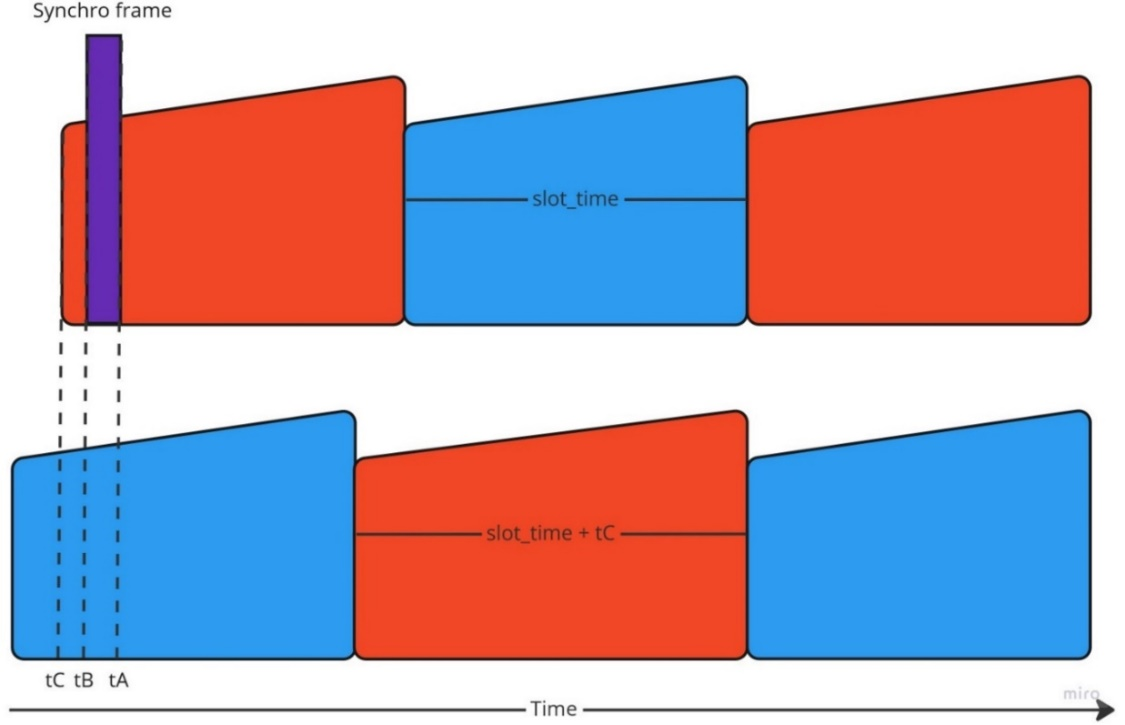 Synchro frame
slot_time
slot_time + tC
tC tB tA
Time
miro